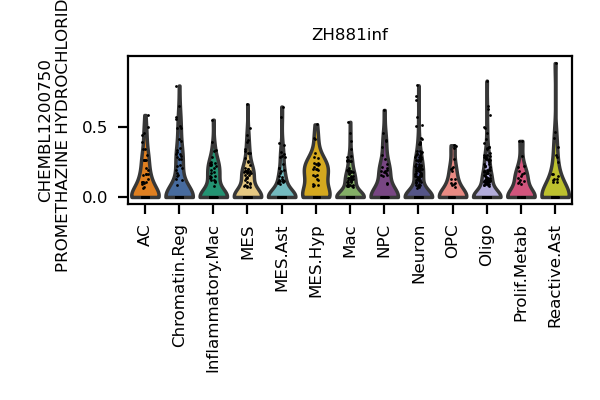 ZH881inf
CHEMBL1200750
PROMETHAZINE HYDROCHLORID
0.5
0.0
AC
Chromatin.Reg
Inflammatory.Mac
MES
MES.Ast
MES.Hyp
Mac
NPC
Neuron
OPC
Oligo
Prolif.Metab
Reactive.Ast